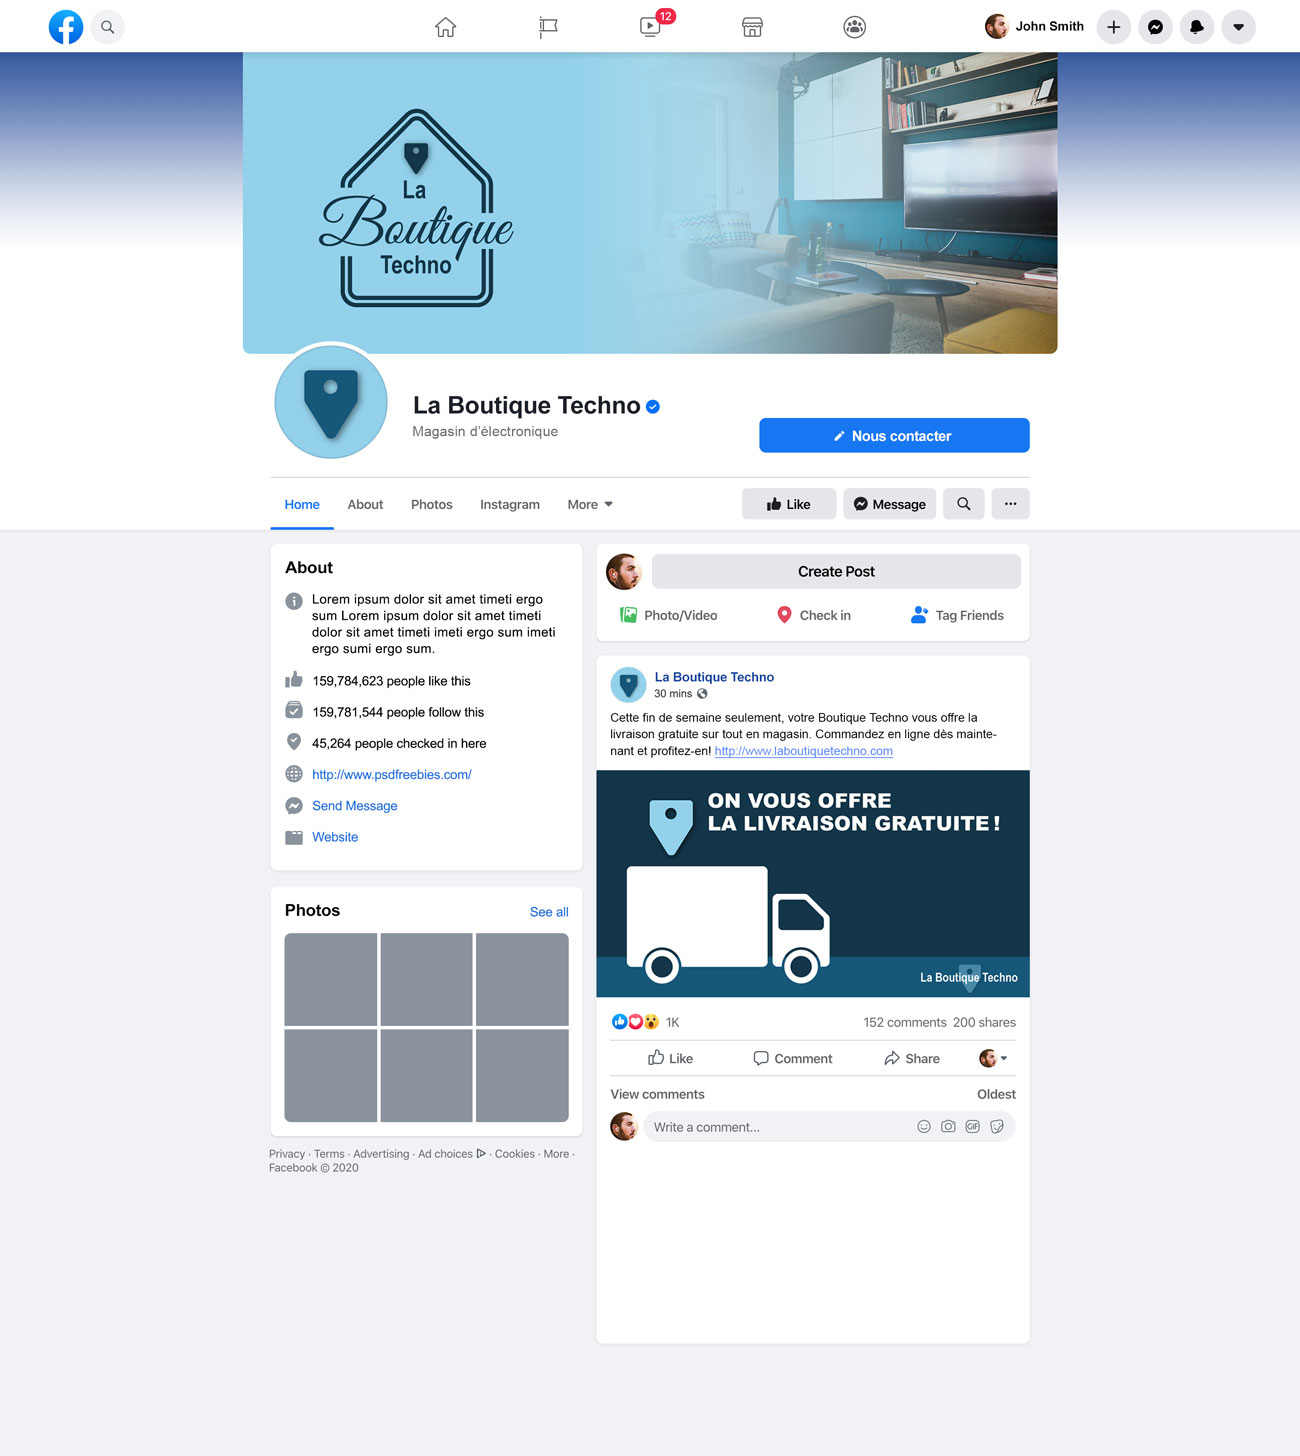 12
John Smith
La
Boutique
Techno
La Boutique Techno
Magasin d'électronique
Nous contacter
Home
About
Photos
Instagram
More
Like
Message
About
Lorem ipsum dolor sit amet timeti ergo
sum Lorem ipsum dolor sit amet timeti
dolor sit amet timeti imeti ergo sum imeti
ergo sumi ergo sum.
159,784,623 people like this
159,781,544 people follow this
45,264 people checked in here
http://www.psdfreebies.com/
Send Message
Website
Photos
See all
Privacy · Terms · Advertising · Ad choices · Cookies · More ·
Facebook © 2020
Create Post
Photo/Video
Check in
Tag Friends
La Boutique Techno
30 mins
Cette fin de semaine seulement, votre Boutique Techno vous offre la
livraison gratuite sur tout en magasin. Commandez en ligne dès mainte-
nant et profitez-en! http://www.laboutiquetechno.com
ON VOUS OFFRE
LA LIVRAISON GRATUITE !
La Boutique Techno
1K
152 comments 200 shares
Like
Comment
Share
View comments
Oldest
Write a comment...
GIF